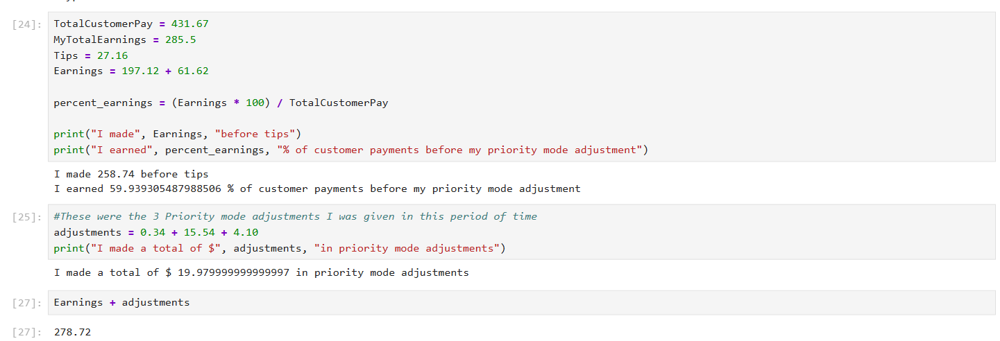 [24]: TotalCustomerPay = 431.67
MyTotalEarnings = 285.5
Tips = 27.16
Earnings = 197.12 + 61.62
percent_earnings = (Earnings * 100) / TotalCustomerPay
print("I made", Earnings, "before tips")
print("I earned", percent_earnings, "% of customer payments before my priority mode adjustment")
I made 258.74 before tips
I earned 59.939305487988506 % of customer payments before my priority mode adjustment
[25]: #These were the 3 Priority mode adjustments I was given in this period of time
adjustments = 0.34 + 15.54 + 4.10
print("I made a total of $", adjustments, "in priority mode adjustments")
I made a total of $ 19.979999999999997 in priority mode adjustments
[27]: Earnings + adjustments
[27]: 278.72